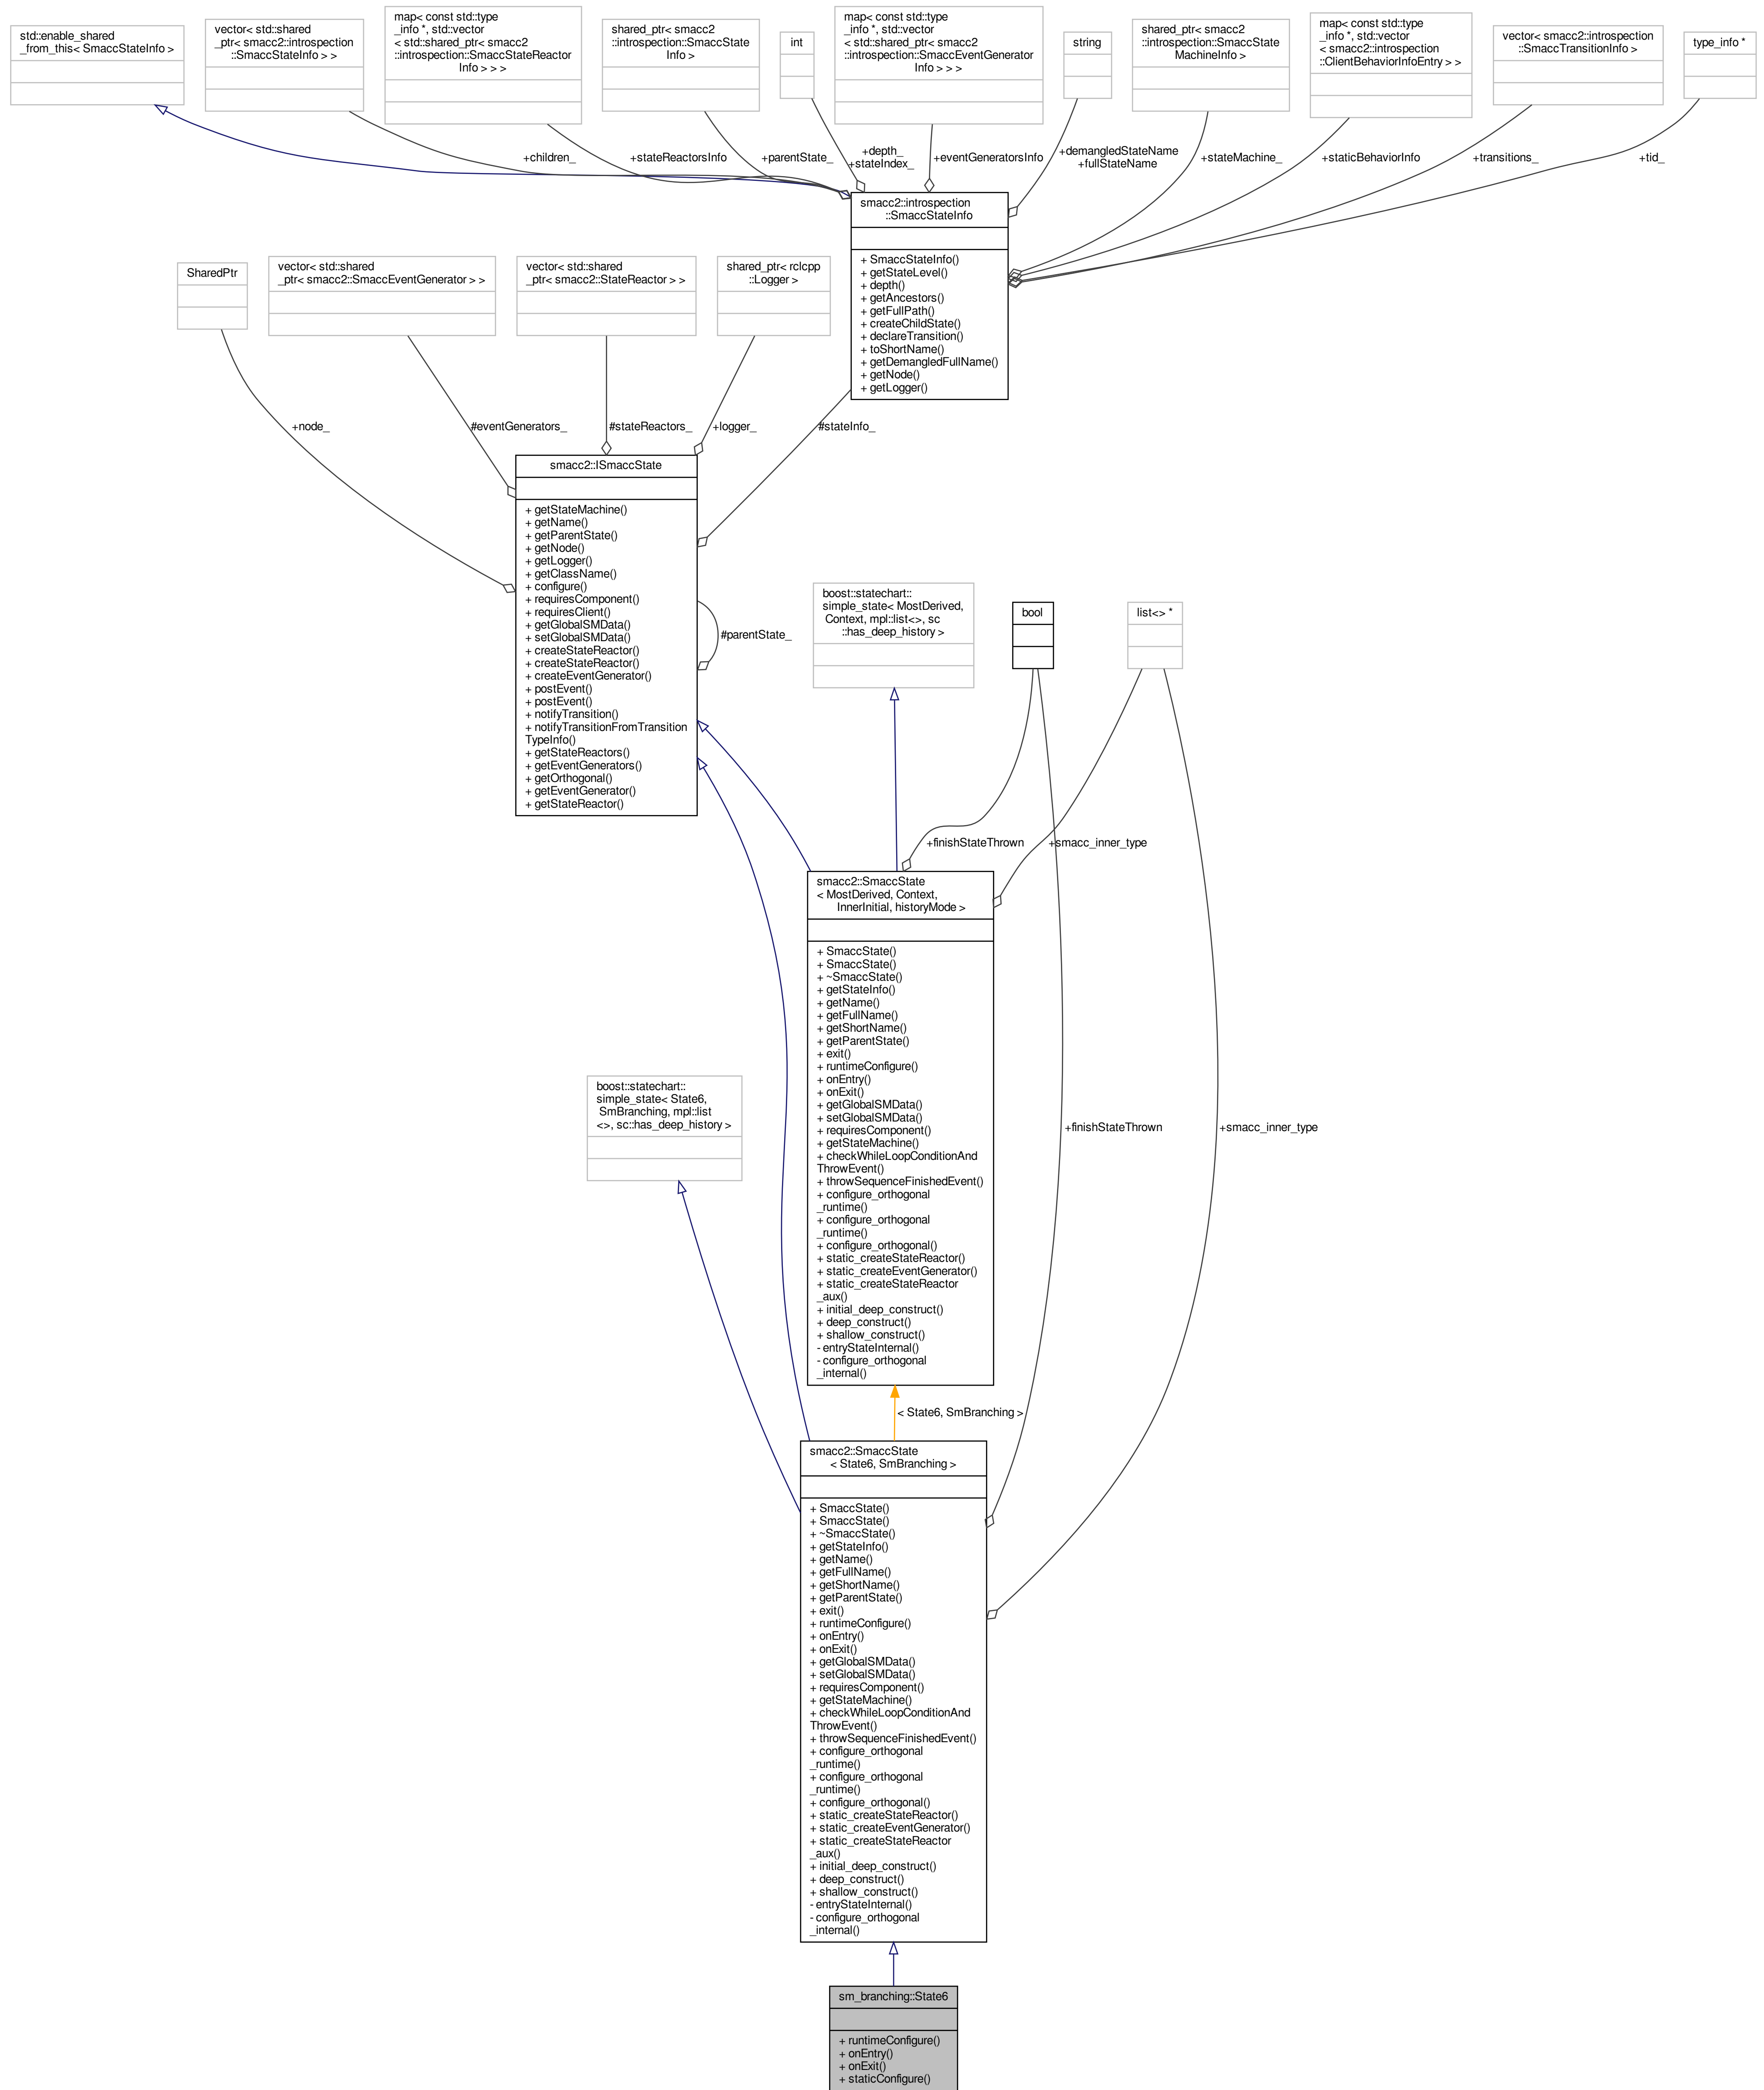 std::enable_shared
_from_this< SmaccStateInfo >
vector< std::shared
_ptr< smacc2::introspection
::SmaccStateInfo > >
map< const std::type
_info *, std::vector
< std::shared_ptr< smacc2
::introspection::SmaccStateReactor
Info > > >
shared_ptr< smacc2
::introspection::SmaccState
Info >
int
map< const std::type
_info *, std::vector
< std::shared_ptr< smacc2
::introspection::SmaccEventGenerator
Info > > >
string
shared_ptr< smacc2
::introspection::SmaccState
MachineInfo >
map< const std::type
_info *, std::vector
< smacc2::introspection
::ClientBehaviorInfoEntry > >
vector< smacc2::introspection
::SmaccTransitionInfo >
type_info *
+children_
+stateReactorsInfo
+parentState_
+depth_
+stateIndex_
+eventGeneratorsInfo
+demangledStateName
+fullStateName
+stateMachine_
+staticBehaviorInfo
+transitions_
+tid_
smacc2::introspection
::SmaccStateInfo
+ SmaccStateInfo()
+ getStateLevel()
+ depth()
+ getAncestors()
+ getFullPath()
+ createChildState()
+ declareTransition()
+ toShortName()
+ getDemangledFullName()
+ getNode()
+ getLogger()
SharedPtr
vector< std::shared
_ptr< smacc2::SmaccEventGenerator > >
vector< std::shared
_ptr< smacc2::StateReactor > >
shared_ptr< rclcpp
::Logger >
+node_
#eventGenerators_
#stateReactors_
+logger_
#stateInfo_
smacc2::ISmaccState
+ getStateMachine()
+ getName()
+ getParentState()
+ getNode()
+ getLogger()
+ getClassName()
+ configure()
+ requiresComponent()
+ requiresClient()
+ getGlobalSMData()
+ setGlobalSMData()
+ createStateReactor()
+ createStateReactor()
+ createEventGenerator()
+ postEvent()
+ postEvent()
+ notifyTransition()
+ notifyTransitionFromTransition
TypeInfo()
+ getStateReactors()
+ getEventGenerators()
+ getOrthogonal()
+ getEventGenerator()
+ getStateReactor()
#parentState_
boost::statechart::
simple_state< MostDerived,
Context, mpl::list<>, sc
::has_deep_history >
bool
list<> *
+finishStateThrown
+smacc_inner_type
smacc2::SmaccState
< MostDerived, Context,
InnerInitial, historyMode >
+ SmaccState()
+ SmaccState()
+ ~SmaccState()
+ getStateInfo()
+ getName()
+ getFullName()
+ getShortName()
+ getParentState()
+ exit()
+ runtimeConfigure()
+ onEntry()
+ onExit()
+ getGlobalSMData()
+ setGlobalSMData()
+ requiresComponent()
+ getStateMachine()
+ checkWhileLoopConditionAnd
ThrowEvent()
+ throwSequenceFinishedEvent()
+ configure_orthogonal
_runtime()
+ configure_orthogonal
_runtime()
+ configure_orthogonal()
+ static_createStateReactor()
+ static_createEventGenerator()
+ static_createStateReactor
_aux()
+ initial_deep_construct()
+ deep_construct()
+ shallow_construct()
- entryStateInternal()
- configure_orthogonal
_internal()
boost::statechart::
simple_state< State6,
SmBranching, mpl::list
<>, sc::has_deep_history >
+finishStateThrown
+smacc_inner_type
< State6, SmBranching >
smacc2::SmaccState
< State6, SmBranching >
+ SmaccState()
+ SmaccState()
+ ~SmaccState()
+ getStateInfo()
+ getName()
+ getFullName()
+ getShortName()
+ getParentState()
+ exit()
+ runtimeConfigure()
+ onEntry()
+ onExit()
+ getGlobalSMData()
+ setGlobalSMData()
+ requiresComponent()
+ getStateMachine()
+ checkWhileLoopConditionAnd
ThrowEvent()
+ throwSequenceFinishedEvent()
+ configure_orthogonal
_runtime()
+ configure_orthogonal
_runtime()
+ configure_orthogonal()
+ static_createStateReactor()
+ static_createEventGenerator()
+ static_createStateReactor
_aux()
+ initial_deep_construct()
+ deep_construct()
+ shallow_construct()
- entryStateInternal()
- configure_orthogonal
_internal()
sm_branching::State6
+ runtimeConfigure()
+ onEntry()
+ onExit()
+ staticConfigure()